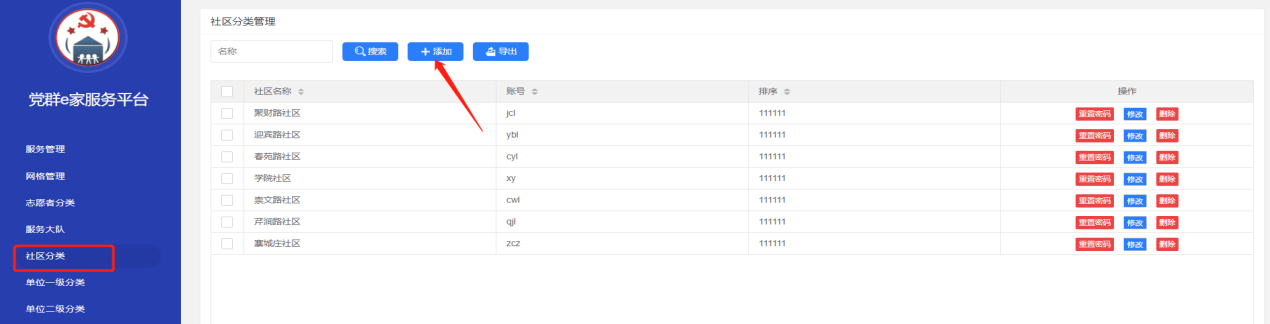 社区分类管理
名称 搜索 + 添加 导出
党群e家服务平台
服务管理
网格管理
志愿者分类
服务大队
社区分类
单位一级分类
单位二级分类
社区名称 账号 排序 操作
聚财路社区 jcl 111111 重置密码 修改 删除
迎宾路社区 ybl 111111 重置密码 修改 删除
春苑路社区 cyl 111111 重置密码 修改 删除
学院社区 xy 111111 重置密码 修改 删除
崇文路社区 cwl 111111 重置密码 修改 删除
芹涧路社区 qjl 111111 重置密码 修改 删除
寨城庄社区 zcz 111111 重置密码 修改 删除